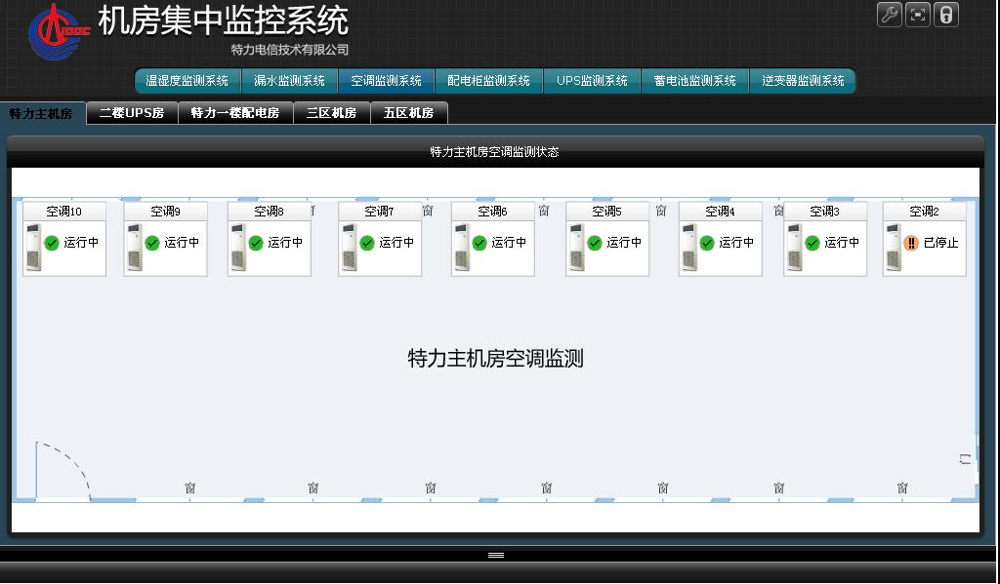 机房集中监控系统
特力电信技术有限公司
温湿度监测系统 漏水监测系统 空调监测系统 配电柜监测系统 UPS监测系统 蓄电池监测系统 逆变器监测系统
特力主机房 二楼UPS房 特力一楼配电房 三区机房 五区机房
特力主机房空调监测状态
空调10 空调9 空调8 空调7 窗 空调6 窗 空调5 窗 空调4 窗 空调3 空调2
运行中 运行中 运行中 运行中 运行中 运行中 运行中 运行中 已停止
特力主机房空调监测
窗 窗 窗 窗 窗 窗 窗